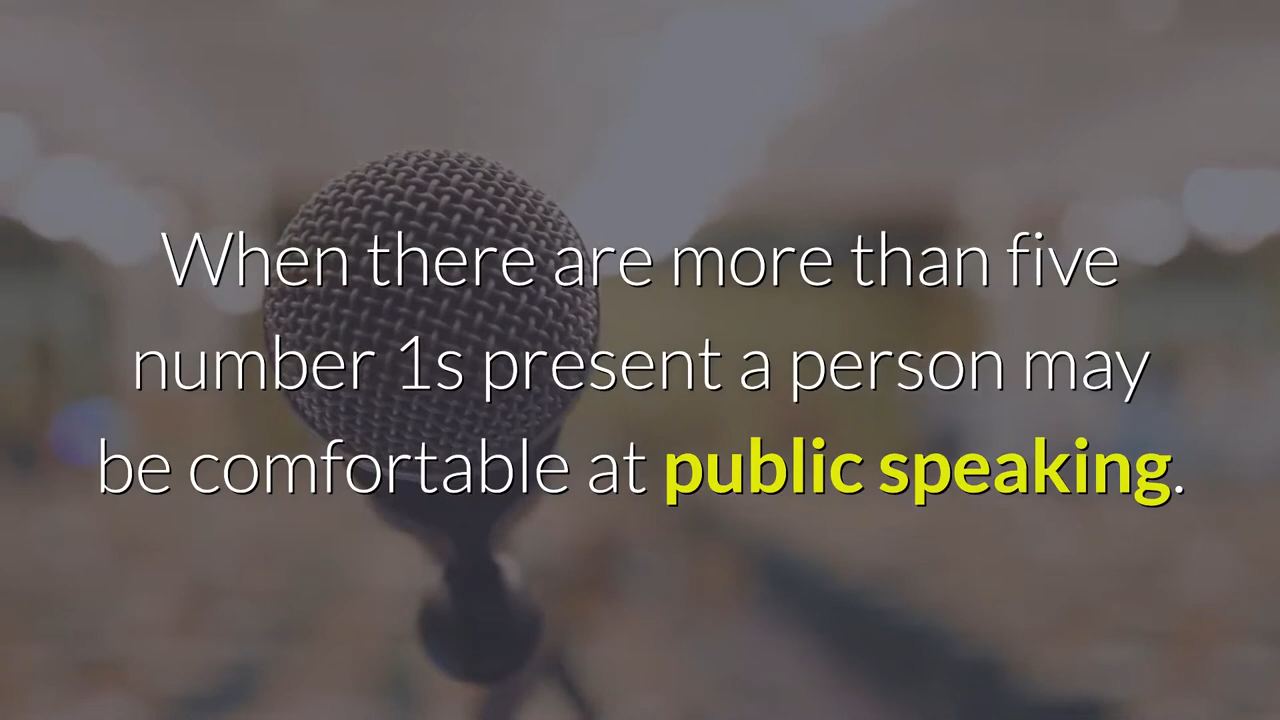 When there are more than five
number 1s present a person may
be comfortable at public speaking.